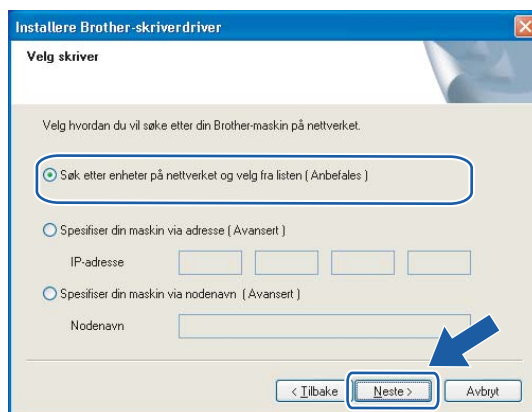 Installere Brother-skriverdriver
Velg skriver
Velg hvordan du vil søke etter din Brother-maskin på nettverket.
Søk etter enheter på nettverket og velg fra listen ( Anbefales )
Spesifiser din maskin via adresse ( Avansert )
IP-adresse
Spesifiser din maskin via nodenavn ( Avansert )
Nodenavn
< Tilbake Neste > Avbryt